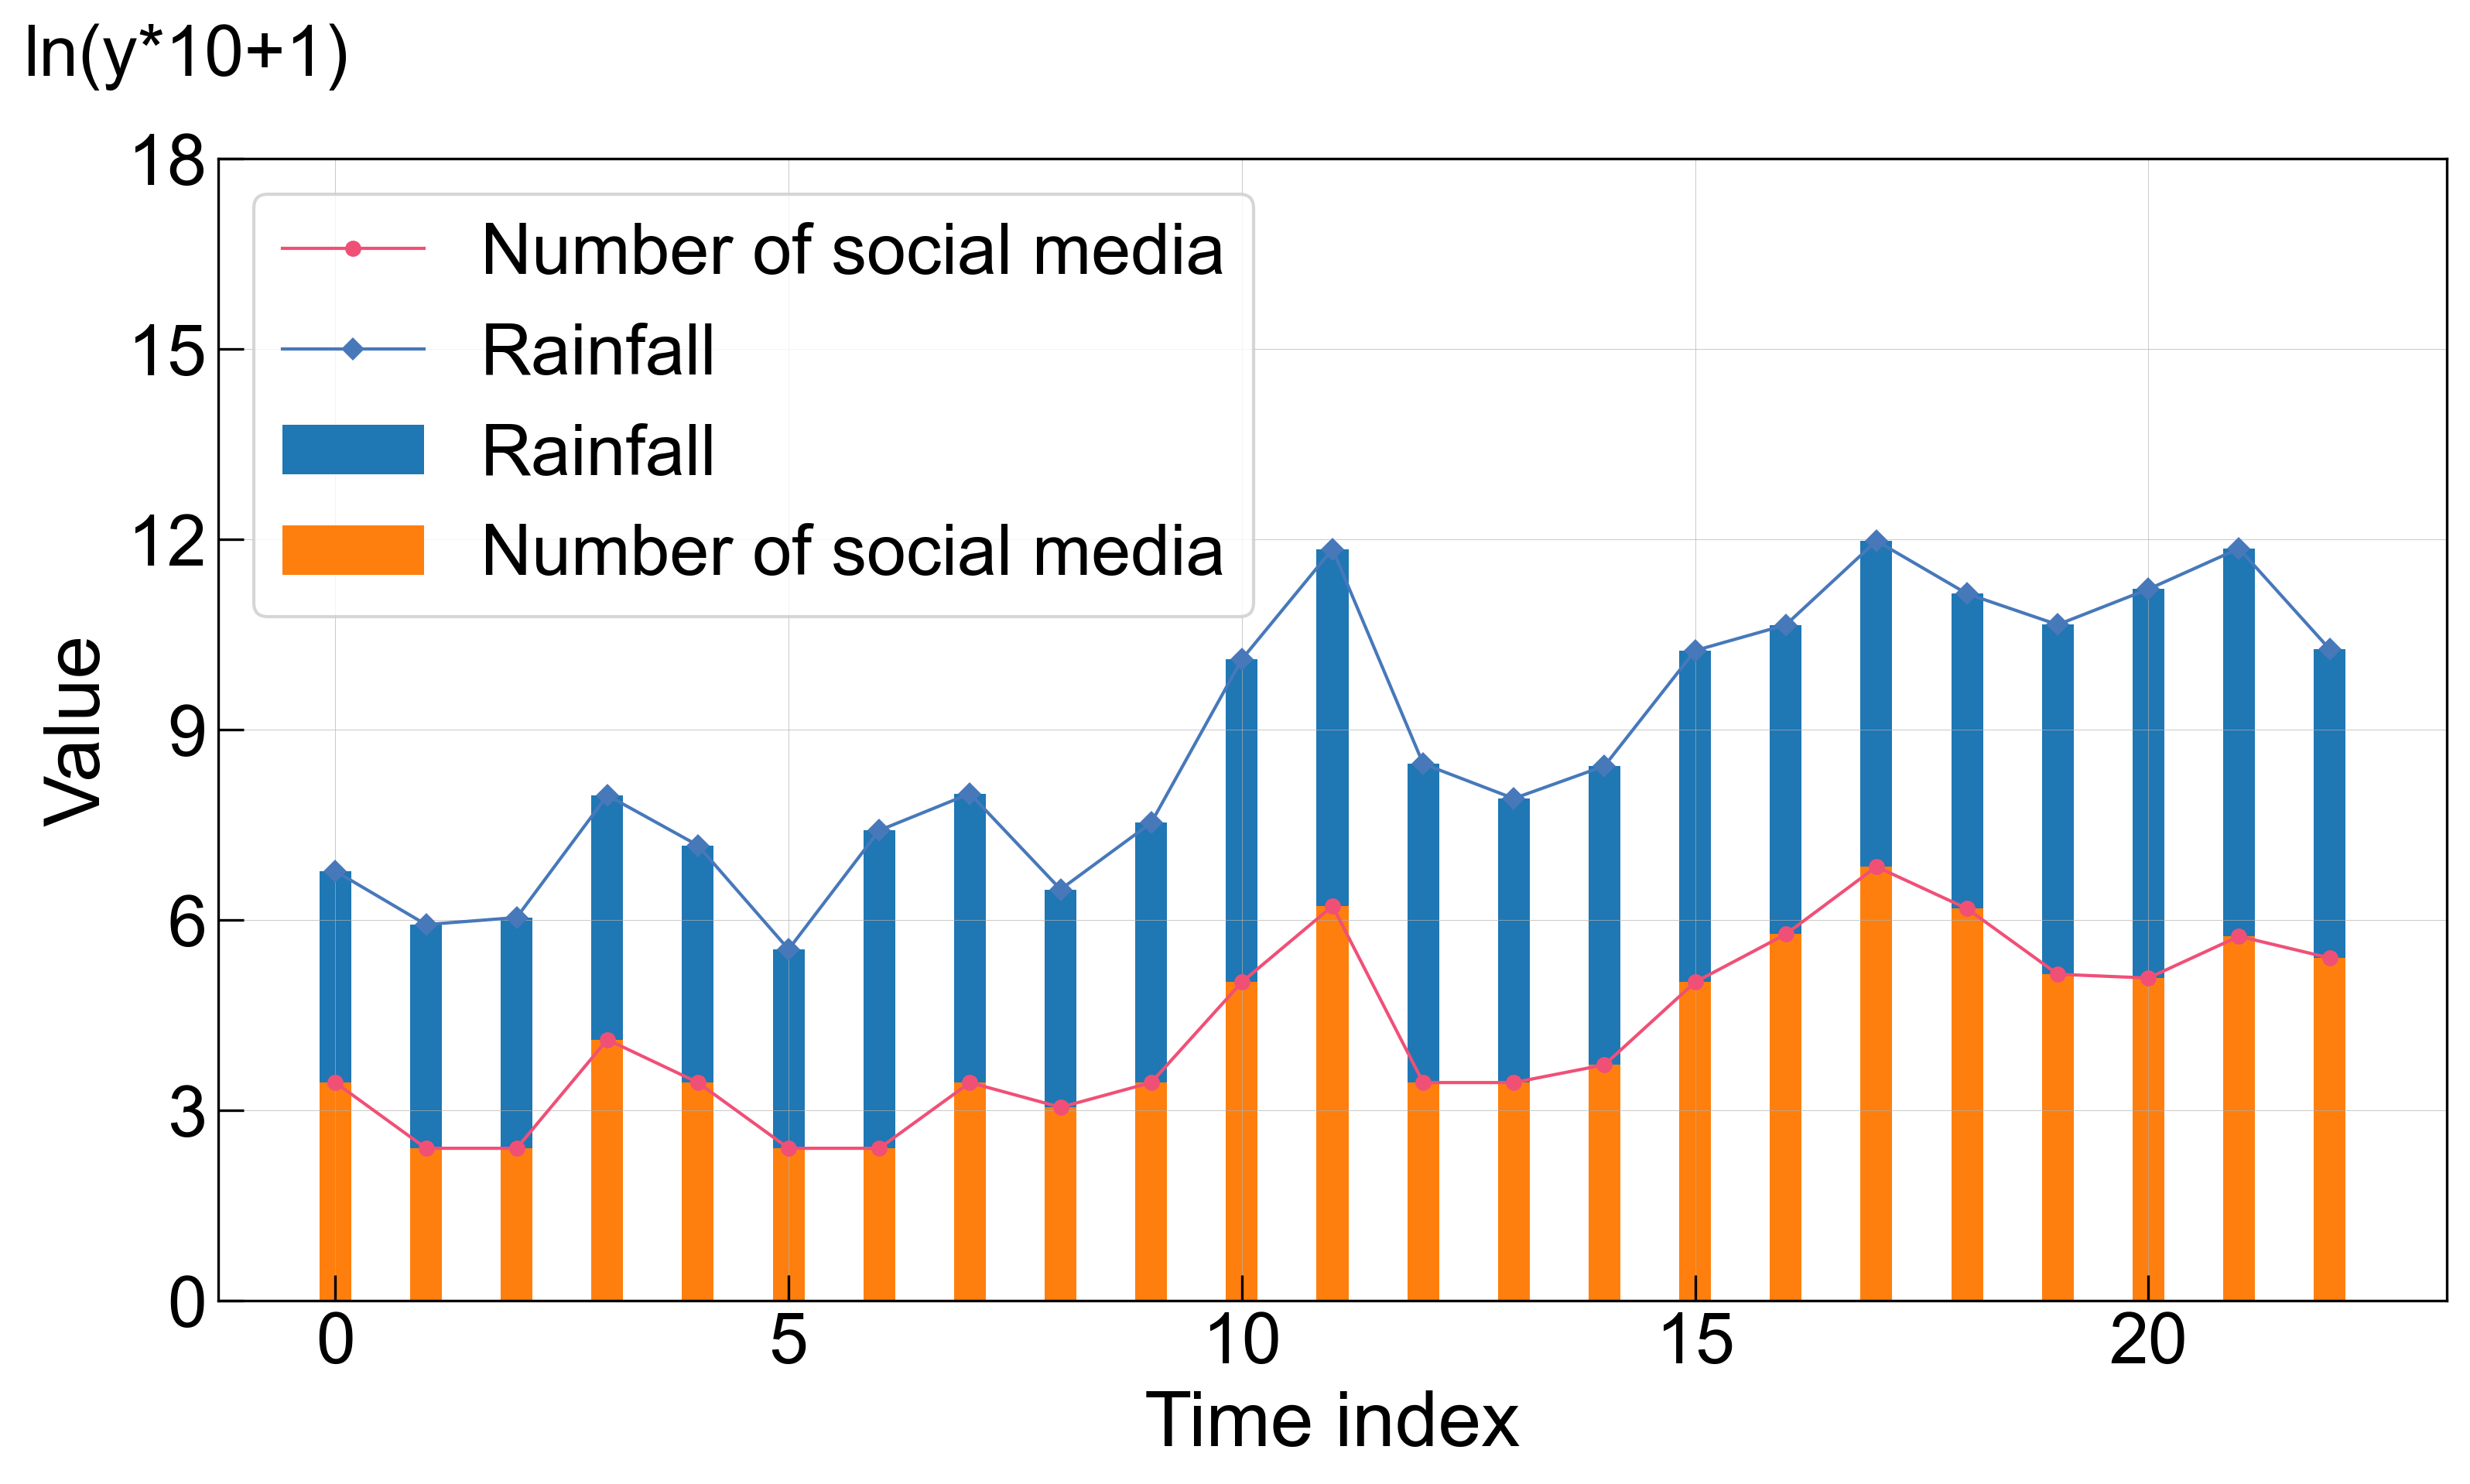 ln(y*10+1)
18
15
12
9
6
3
0
Value
Number of social media
Rainfall
Rainfall
Number of social media
0 5 10 15 20
Time index